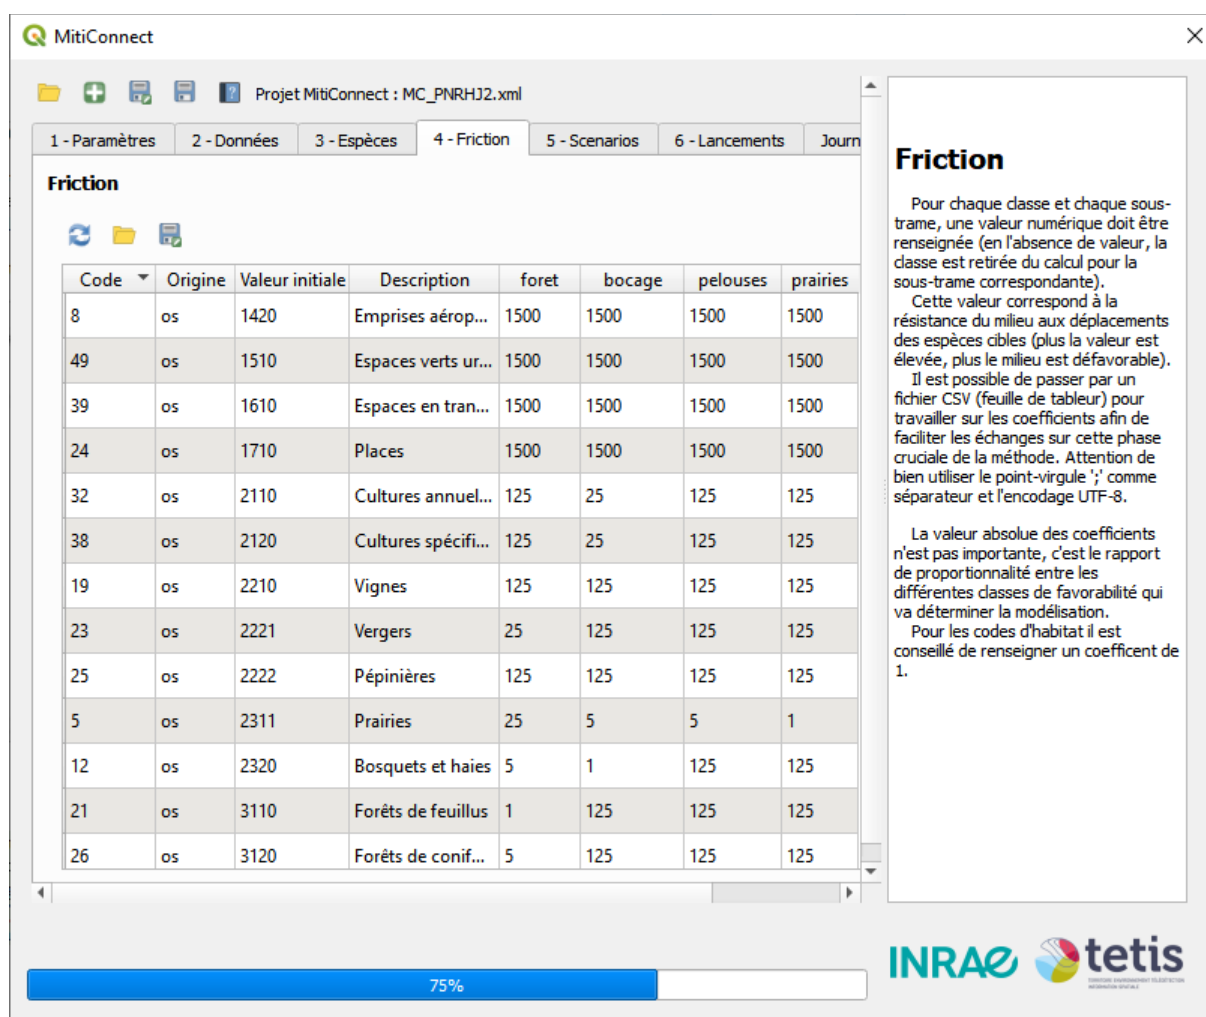 MitiConnect
Projet MitiConnect : MC_PNRHJ2.xml
1 - Paramètres 2 - Données 3 - Espèces 4 - Friction 5 - Scenarios 6 - Lancements Journ
Friction
Code Origine Valeur initiale Description foret bocage pelouses prairies
8 os 1420 Emprises aérop... 1500 1500 1500 1500
49 os 1510 Espaces verts ur... 1500 1500 1500 1500
39 os 1610 Espaces en tran... 1500 1500 1500 1500
24 os 1710 Places 1500 1500 1500 1500
32 os 2110 Cultures annuel... 125 25 125 125
38 os 2120 Cultures spécifi... 125 25 125 125
19 os 2210 Vignes 125 125 125 125
23 os 2221 Vergers 25 125 125 125
25 os 2222 Pépinières 125 125 125 125
5 os 2311 Prairies 25 5 5 1
12 os 2320 Bosquets et haies 5 1 125 125
21 os 3110 Forêts de feuillus 1 125 125 125
26 os 3120 Forêts de conif... 5 125 125 125
75%
Friction
Pour chaque classe et chaque sous-
trame, une valeur numérique doit être
renseignée (en l'absence de valeur, la
classe est retirée du calcul pour la
sous-trame correspondante).
Cette valeur correspond à la
résistance du milieu aux déplacements
des espèces cibles (plus la valeur est
élevée, plus le milieu est défavorable).
Il est possible de passer par un
fichier CSV (feuille de tableur) pour
travailler sur les coefficients afin de
faciliter les échanges sur cette phase
cruciale de la méthode. Attention de
bien utiliser le point-virgule ';' comme
séparateur et l'encodage UTF-8.
La valeur absolue des coefficients
n'est pas importante, c'est le rapport
de proportionnalité entre les
différentes classes de favorabilité qui
va déterminer la modélisation.
Pour les codes d'habitat il est
conseillé de renseigner un coefficent de
1.
INRAE tetis